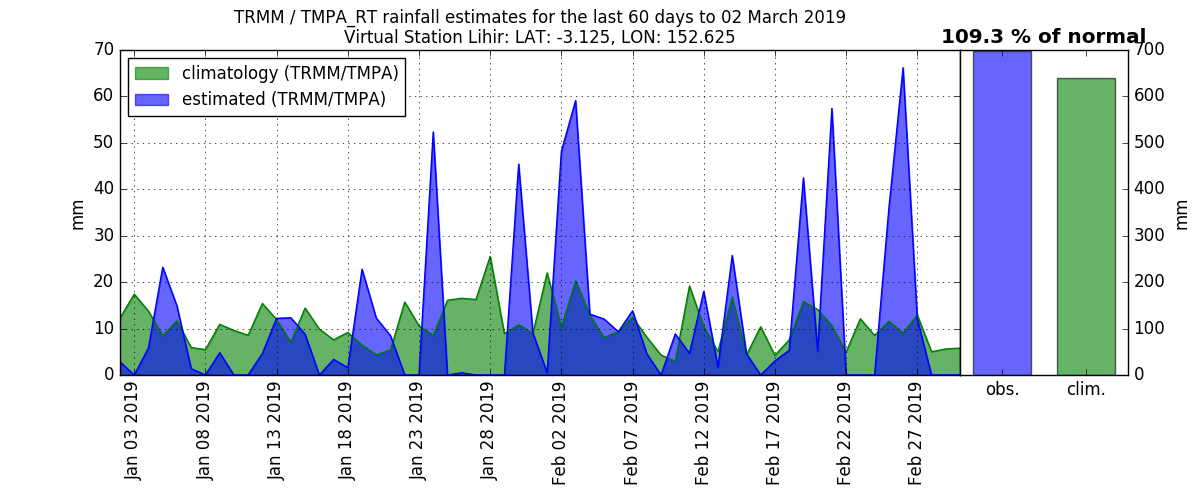 TRMM / TMPA_RT rainfall estimates for the last 60 days to 02 March 2019
Virtual Station Lihir: LAT: -3.125, LON: 152.625
109.3 % of normal
climatology (TRMM/TMPA)
estimated (TRMM/TMPA)
70
60
50
40
30
20
10
0
mm
700
600
500
400
300
200
100
0
mm
Jan 03 2019
Jan 08 2019
Jan 13 2019
Jan 18 2019
Jan 23 2019
Jan 28 2019
Feb 02 2019
Feb 07 2019
Feb 12 2019
Feb 17 2019
Feb 22 2019
Feb 27 2019
obs.
clim.